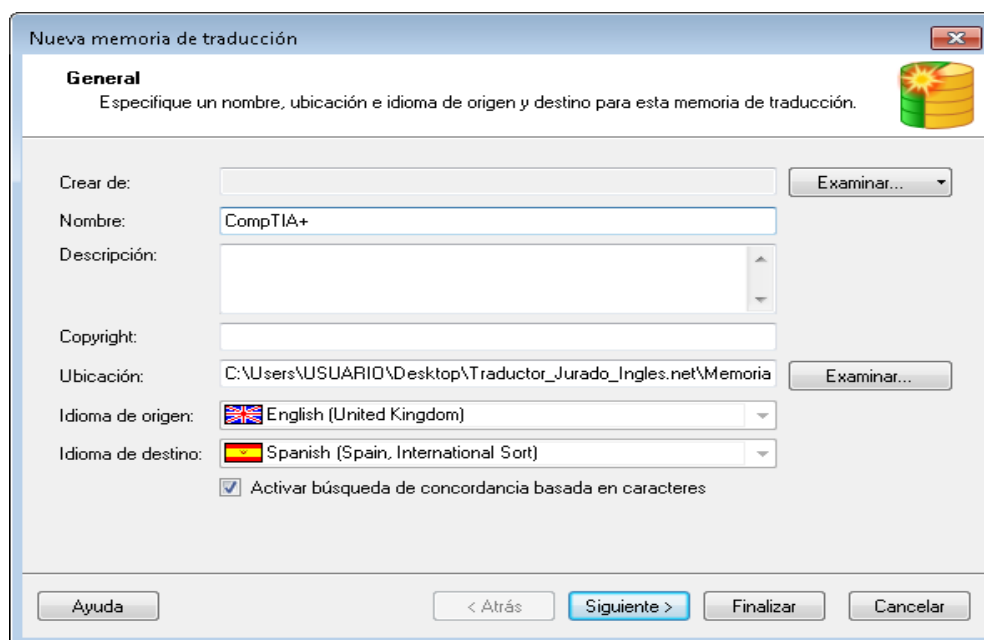 Nueva memoria de traducción
General
Especifique un nombre, ubicación e idioma de origen y destino para esta memoria de traducción.
Crear de:
Examinar...
Nombre: CompTIA+
Descripción:
Copyright:
Ubicación: C:\Users\USUARIO\Desktop\Traductor_Jurado_Ingles.net\Memoria Examinar...
Idioma de origen: English (United Kingdom)
Idioma de destino: Spanish (Spain, International Sort)
Activar búsqueda de concordancia basada en caracteres
Ayuda < Atrás Siguiente > Finalizar Cancelar